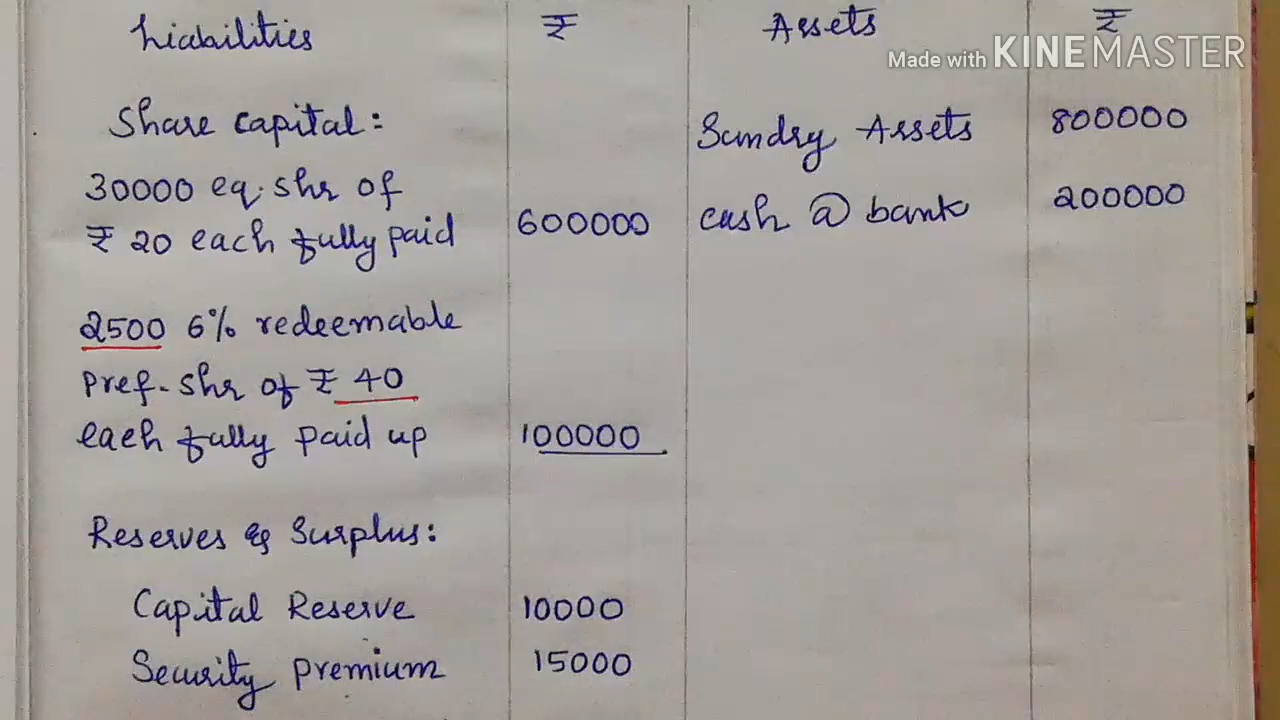 Liabilities ₹ Assets ₹
Made with KINEMASTER
Share capital:
Sundry Assets 800000
30000 eq. shr of
₹ 20 each fully paid 600000
cash @ bank 200000
2500 6% redeemable
Pref. shr of ₹ 40
each fully paid up 100000
Reserves & Surplus:
Capital Reserve 10000
Security premium 15000